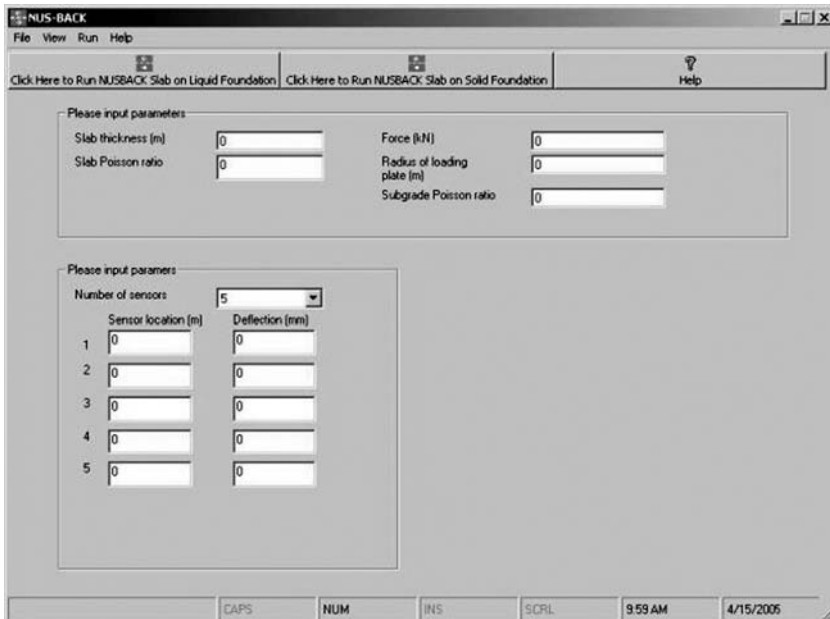 NUS-BACK
File View Run Help
Click Here to Run NUSBACK Slab on Liquid Foundation
Click Here to Run NUSBACK Slab on Solid Foundation
Help
Please input parameters
Slab thickness (m) 0 Force (kN) 0
Slab Poisson ratio 0 Radius of loading plate (m) 0
Subgrade Poisson ratio 0
Please input paramers
Number of sensors 5
Sensor location (m) Deflection (mm)
1 0 0
2 0 0
3 0 0
4 0 0
5 0 0
CAPS NUM INS SCRL 9:59 AM 4/15/2005